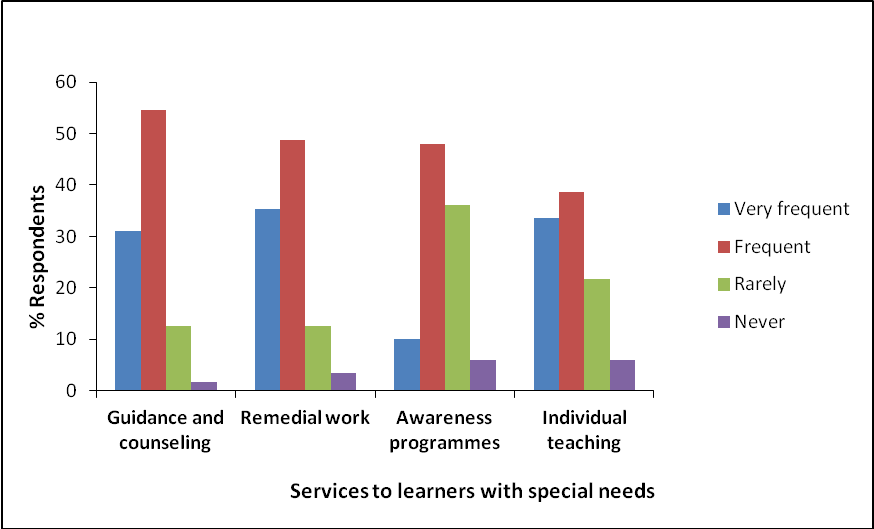 60
50
40
30
20
10
0
% Respondents
Guidance and
counseling
Remedial work
Awareness
programmes
Individual
teaching
Services to learners with special needs
Very frequent
Frequent
Rarely
Never